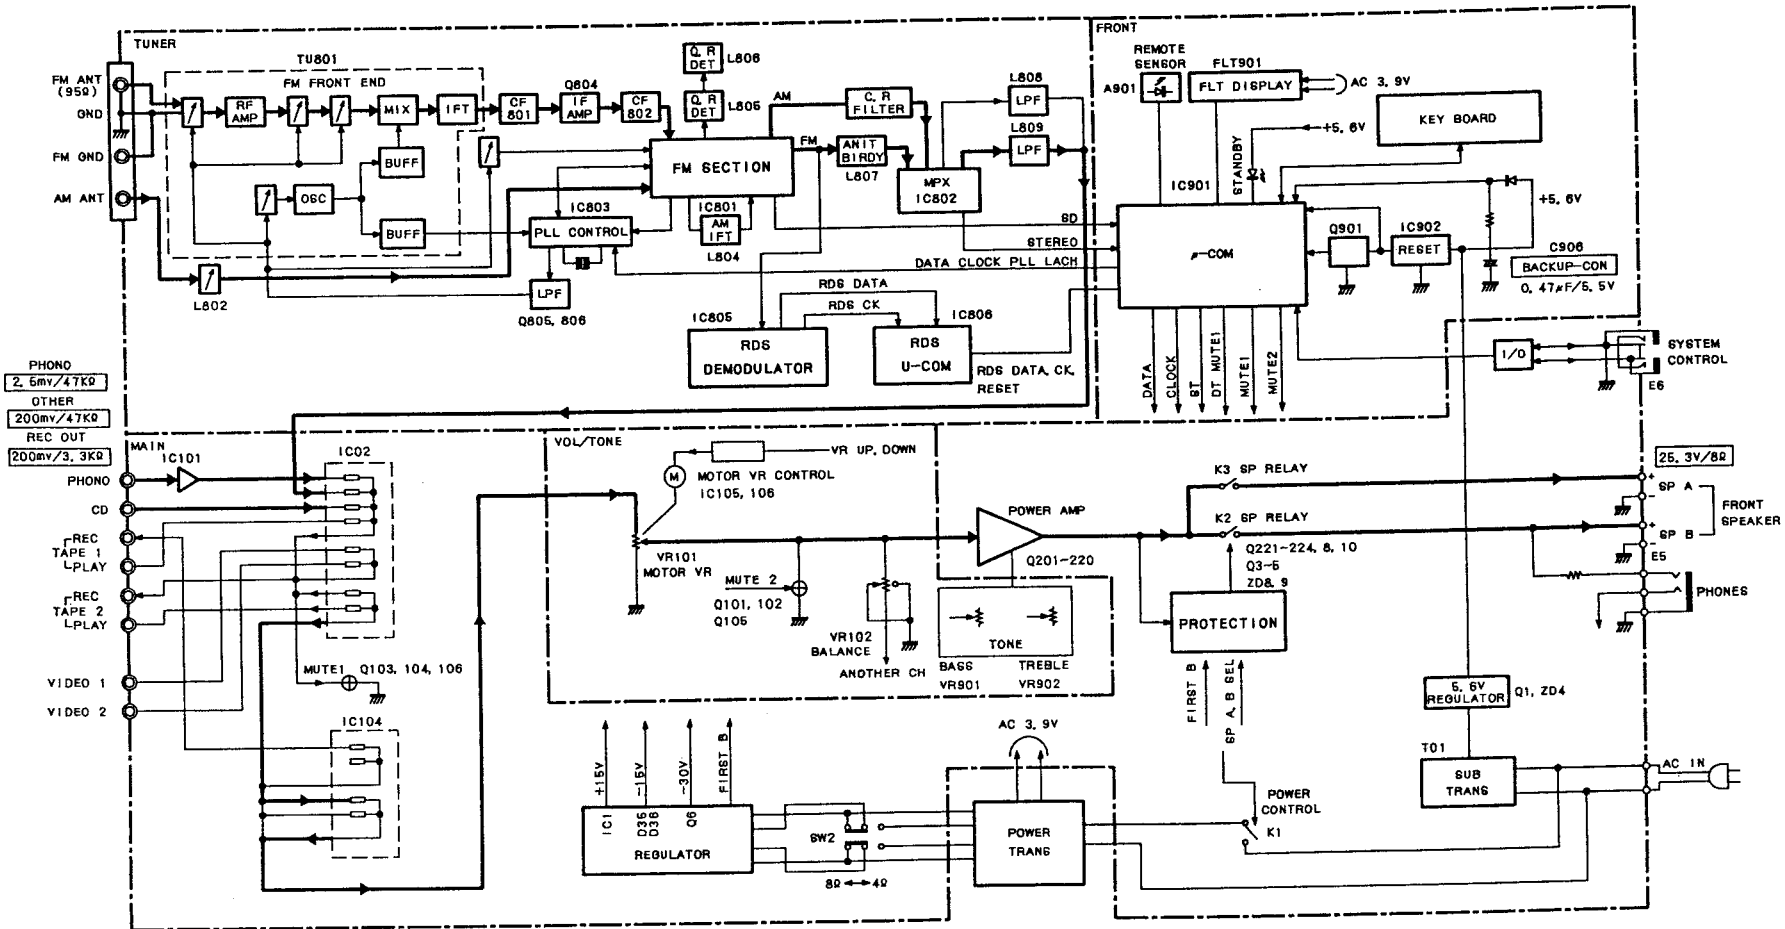 TUNER
FRONT
TU801
FM FRONT END
FM ANT
(95Ω)
GND
FM GND
AM ANT
RF
AMP
MIX
IFT
CF
801
Q804
IF
AMP
CF
802
Q.R
DET
L806
Q.R
DET
L805
BUFF
OSC
BUFF
L802
AM
FM
C.R
FILTER
ANIT
BIRDY
L807
L808
LPF
L809
LPF
MPX
IC802
FM SECTION
IC801
AM
IFT
L804
IC803
PLL CONTROL
LPF
Q805, 806
SD
STEREO
DATA CLOCK PLL LACH
RDS DATA
RDS CK
IC805
RDS
DEMODULATOR
IC806
RDS
U-COM
RDS DATA, CK,
RESET
REMOTE
SENSOR
A901
FLT901
FLT DISPLAY
AC 3.9V
KEY BOARD
+5.6V
STANDBY
IC901
μ-COM
Q901
IC902
RESET
+5.6V
C906
BACKUP-CON
0.47μF/5.5V
DATA
CLOCK
ST
DT MUTE1
MUTE1
MUTE2
I/O
SYSTEM
CONTROL
E6
PHONO
2.5mv/47KΩ
OTHER
200mv/47KΩ
REC OUT
200mv/3.3KΩ
MAIN
IC101
PHONO
CD
REC
TAPE 1
PLAY
REC
TAPE 2
PLAY
VIDEO 1
VIDEO 2
IC02
MUTE1 Q103, 104, 106
IC104
VOL/TONE
M
VR UP, DOWN
MOTOR VR CONTROL
IC105, 106
VR101
MOTOR VR
MUTE 2
Q101, 102
Q105
VR102
BALANCE
ANOTHER CH
POWER AMP
Q201-220
TONE
BASS
VR901
TREBLE
VR902
K3 SP RELAY
K2 SP RELAY
Q221-224, 8, 10
Q3-5
ZD8, 9
PROTECTION
FIRST B
SP A, B SEL
25.3V/8Ω
+
SP A
-
+
SP B
-
FRONT
SPEAKER
E5
PHONES
5.6V
REGULATOR
Q1, ZD4
T01
SUB
TRANS
AC IN
POWER
CONTROL
K1
AC 3.9V
POWER
TRANS
+15V
-15V
-30V
FIRST B
IC1
D35
D36
Q6
REGULATOR
SW2
8Ω
4Ω